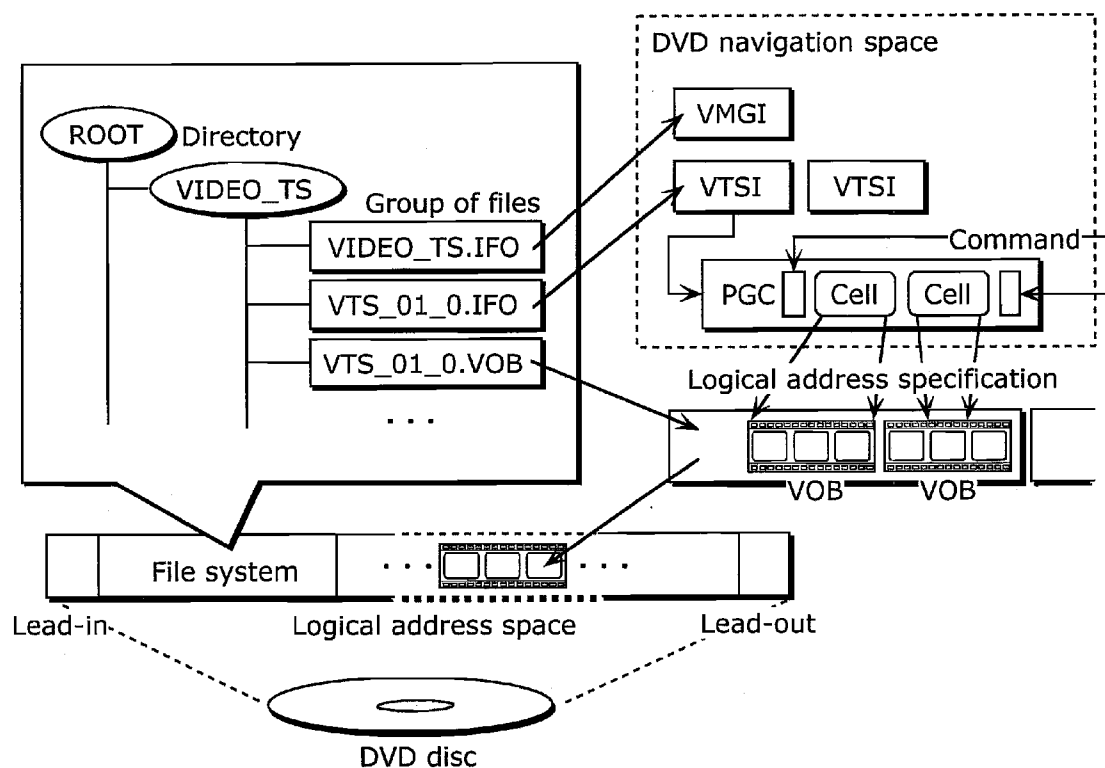 DVD navigation space
VMGI
VTSI
VTSI
Command
PGC
Cell
Cell
Logical address specification
VOB
VOB
ROOT
Directory
VIDEO_TS
Group of files
VIDEO_TS.IFO
VTS_01_0.IFO
VTS_01_0.VOB
. . .
File system
. . .
. . .
Lead-in
Logical address space
Lead-out
DVD disc